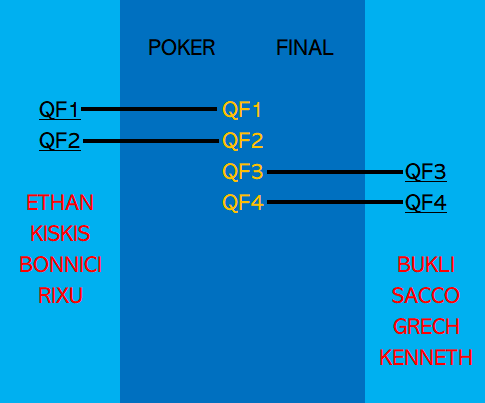 POKER FINAL
QF1 QF1
QF2 QF2
QF3 QF3
QF4 QF4
ETHAN
KISKIS
BONNICI
RIXU
BUKLI
SACCO
GRECH
KENNETH